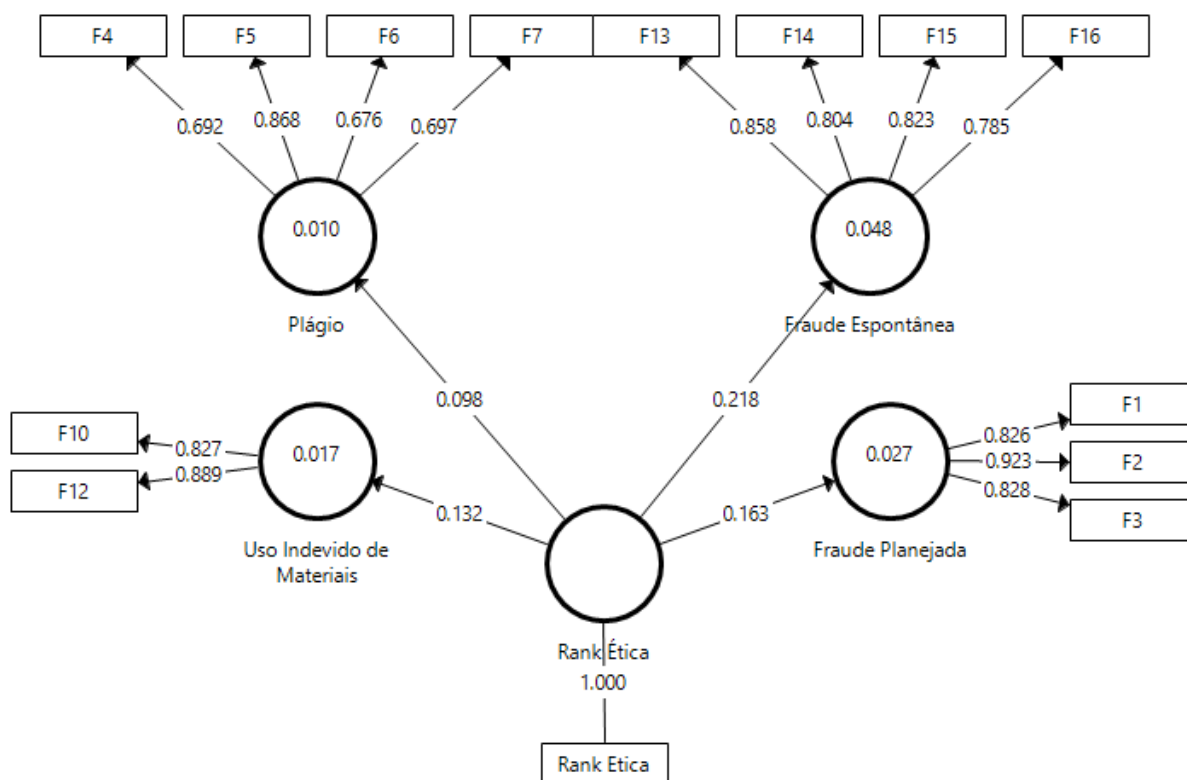 F4
F5
F6
F7
F13
F14
F15
F16
0.692
0.868
0.676
0.697
0.858
0.804
0.823
0.785
0.010
0.048
Plágio
Fraude Espontânea
0.098
0.218
F10
F12
0.827
0.889
0.017
0.027
0.826
0.923
0.828
F1
F2
F3
0.132
0.163
Uso Indevido de
Materiais
Fraude Planejada
Rank Ética
1.000
Rank Etica